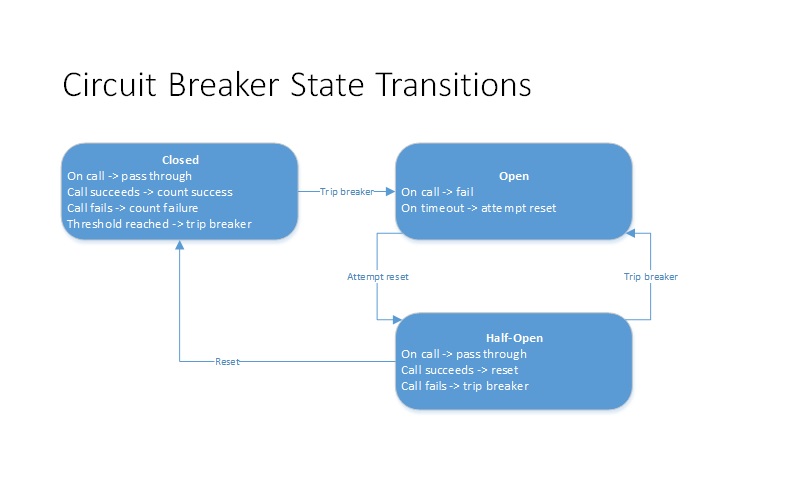 Circuit Breaker State Transitions
Closed
On call -> pass through
Call succeeds -> count success
Call fails -> count failure
Threshold reached -> trip breaker
Trip breaker
Open
On call -> fail
On timeout -> attempt reset
Attempt reset
Trip breaker
Half-Open
On call -> pass through
Call succeeds -> reset
Call fails -> trip breaker
Reset